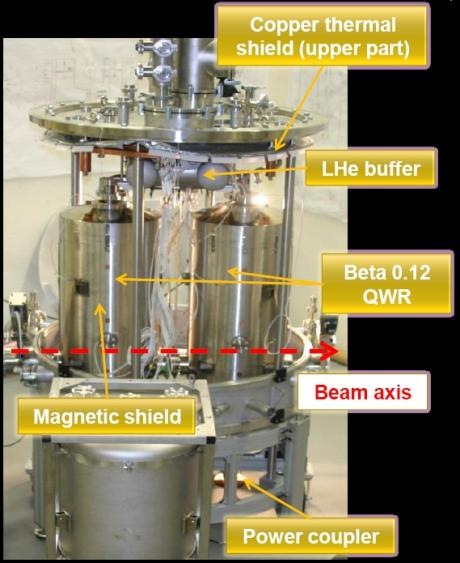 Copper thermal
shield (upper part)
LHe buffer
Beta 0.12
QWR
Beam axis
Magnetic shield
Power coupler